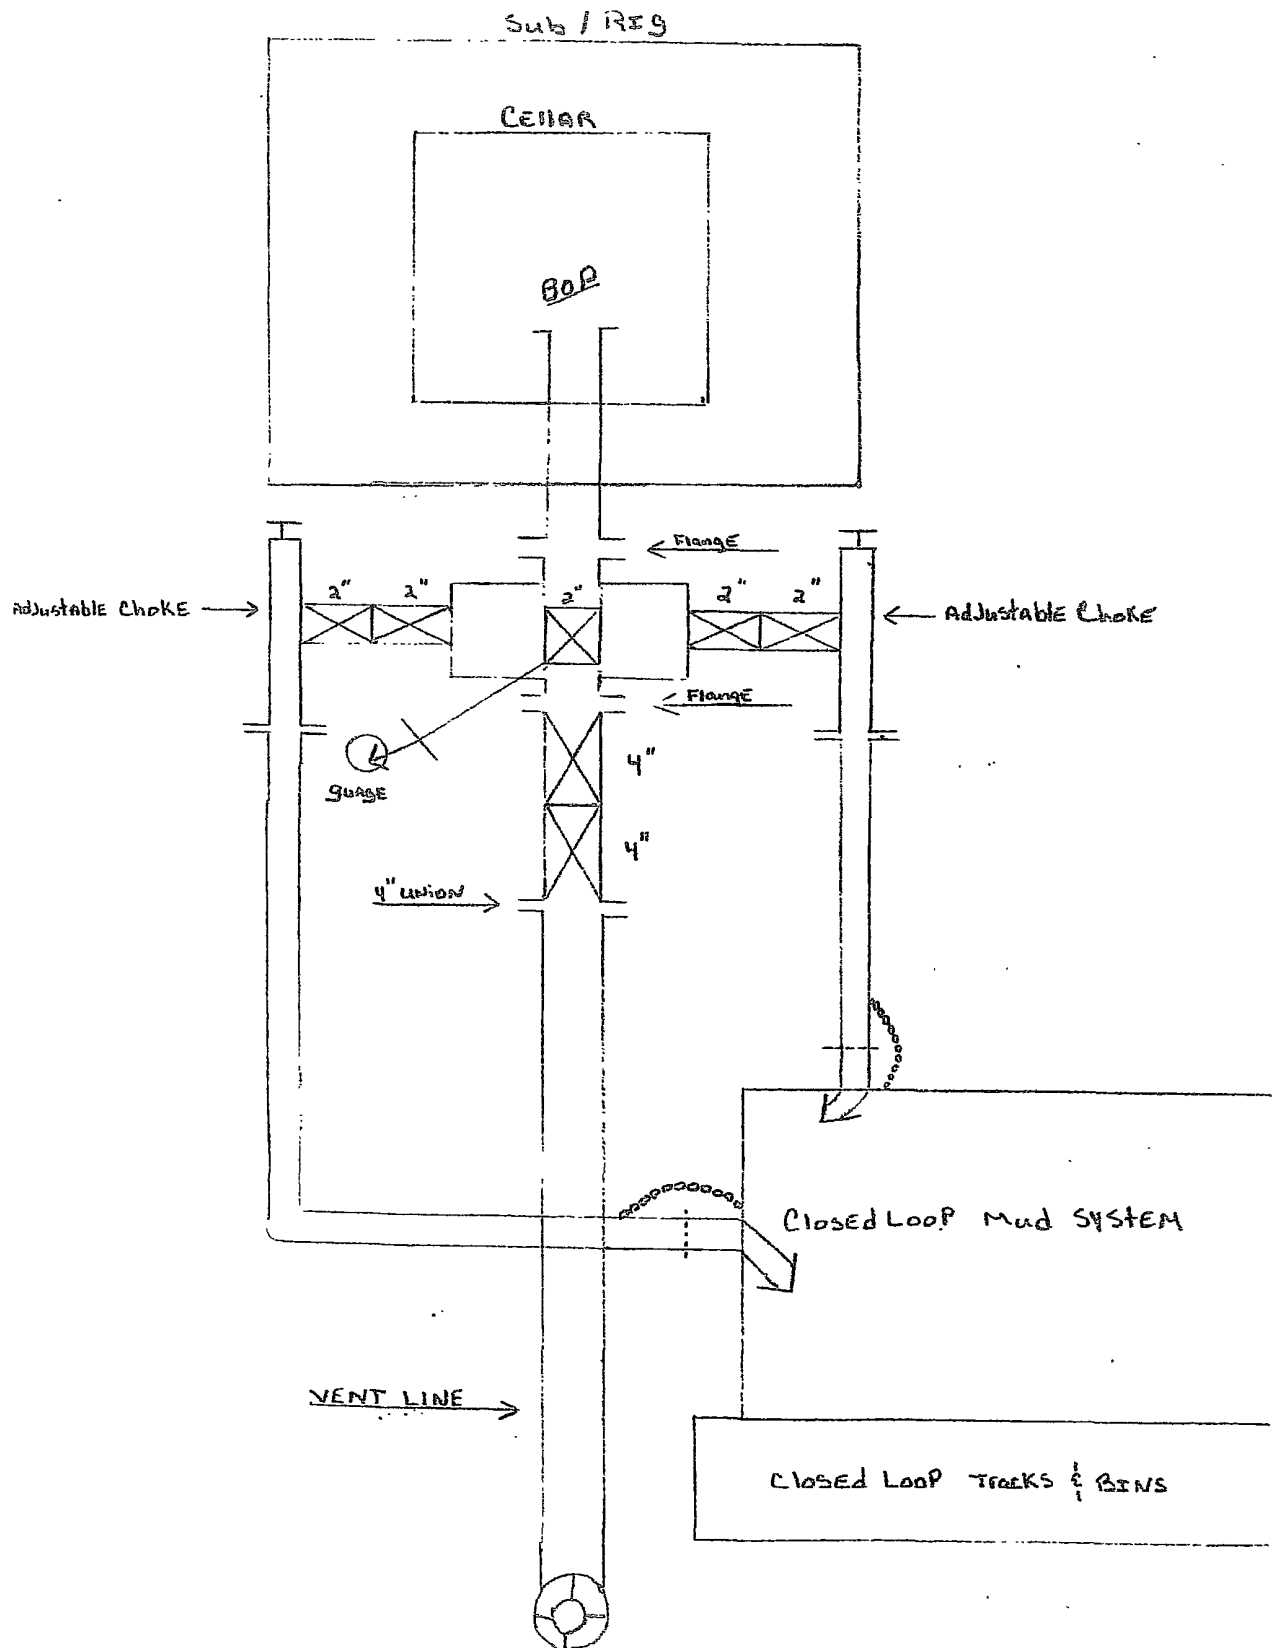 Sub / RIg
CEllAR
BOP
FlangE
2" 2" 2" 2" 2"
AdJustable ChoKE
AdJustable ChoKE
FlangE
4"
guage
4"
4" UNION
Closed LooP Mud SYStEM
VENT LINE
Closed LooP Tracks & BINS